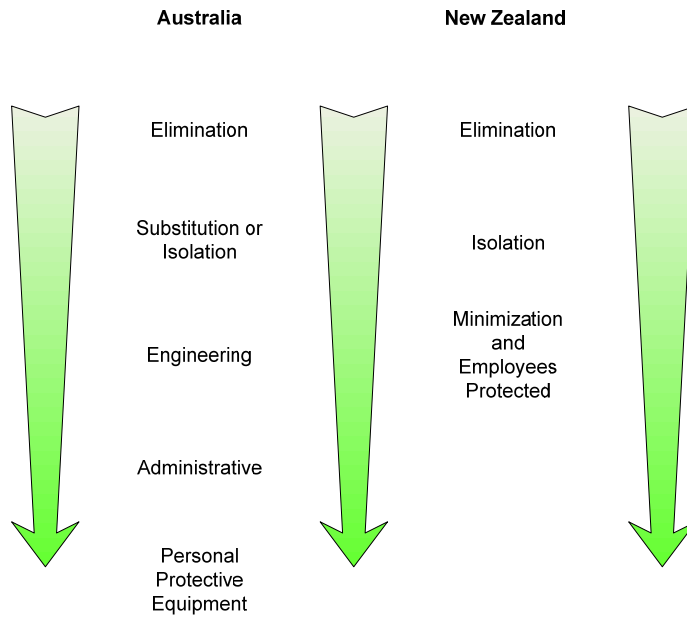 Australia
New Zealand
Elimination
Elimination
Substitution or
Isolation
Isolation
Engineering
Minimization
and
Employees
Protected
Administrative
Personal
Protective
Equipment